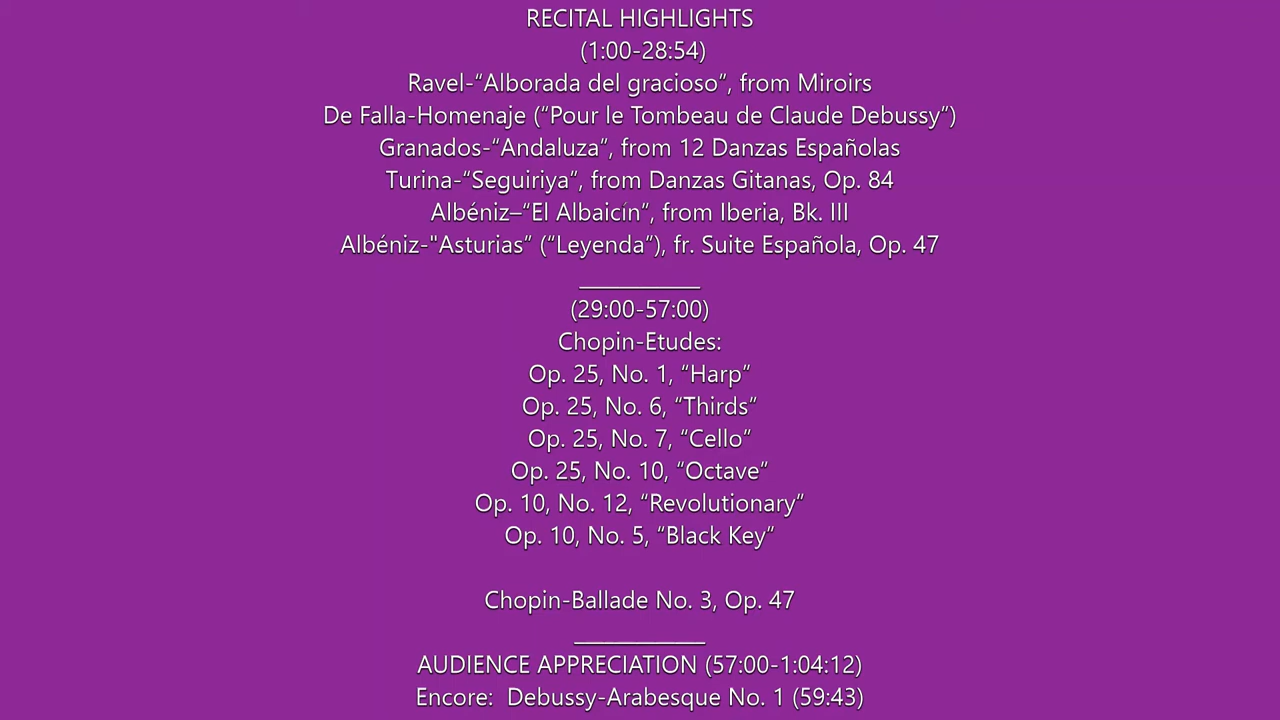 RECITAL HIGHLIGHTS
(1:00-28:54)
Ravel-“Alborada del gracioso”, from Miroirs
De Falla-Homenaje (“Pour le Tombeau de Claude Debussy”)
Granados-“Andaluza”, from 12 Danzas Españolas
Turina-“Seguiriya”, from Danzas Gitanas, Op. 84
Albéniz–“El Albaicín”, from Iberia, Bk. III
Albéniz-"Asturias” (“Leyenda”), fr. Suite Española, Op. 47
(29:00-57:00)
Chopin-Etudes:
Op. 25, No. 1, “Harp”
Op. 25, No. 6, “Thirds”
Op. 25, No. 7, “Cello”
Op. 25, No. 10, “Octave”
Op. 10, No. 12, “Revolutionary”
Op. 10, No. 5, “Black Key”
Chopin-Ballade No. 3, Op. 47
AUDIENCE APPRECIATION (57:00-1:04:12)
Encore:  Debussy-Arabesque No. 1 (59:43)